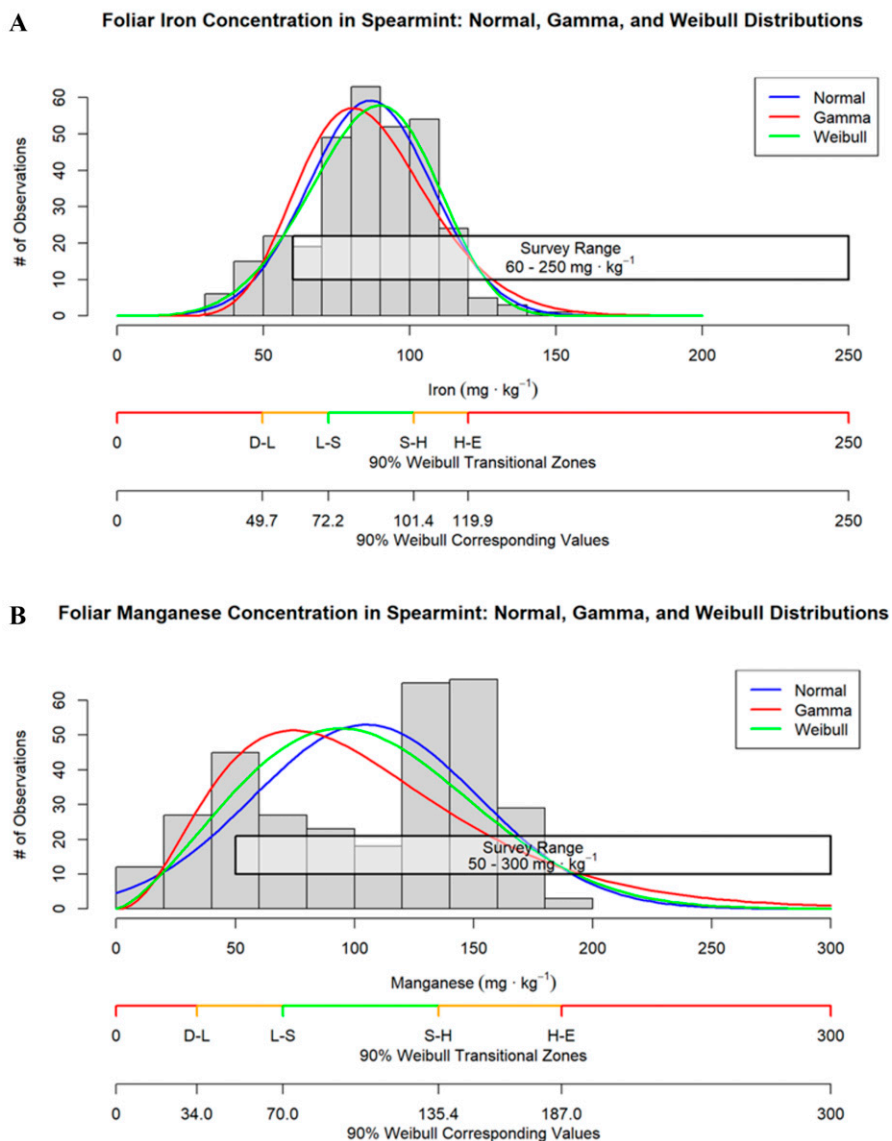 A
Foliar Iron Concentration in Spearmint: Normal, Gamma, and Weibull Distributions
# of Observations
0 10 20 30 40 50 60
Normal
Gamma
Weibull
Survey Range
60 - 250 mg · kg⁻¹
0 50 100 150 200 250
Iron (mg · kg⁻¹)
0 D-L L-S S-H H-E 250
90% Weibull Transitional Zones
0 49.7 72.2 101.4 119.9 250
90% Weibull Corresponding Values
B
Foliar Manganese Concentration in Spearmint: Normal, Gamma, and Weibull Distributions
# of Observations
0 10 20 30 40 50 60
Normal
Gamma
Weibull
Survey Range
50 - 300 mg · kg⁻¹
0 50 100 150 200 250 300
Manganese (mg · kg⁻¹)
0 D-L L-S S-H H-E 300
90% Weibull Transitional Zones
0 34.0 70.0 135.4 187.0 300
90% Weibull Corresponding Values